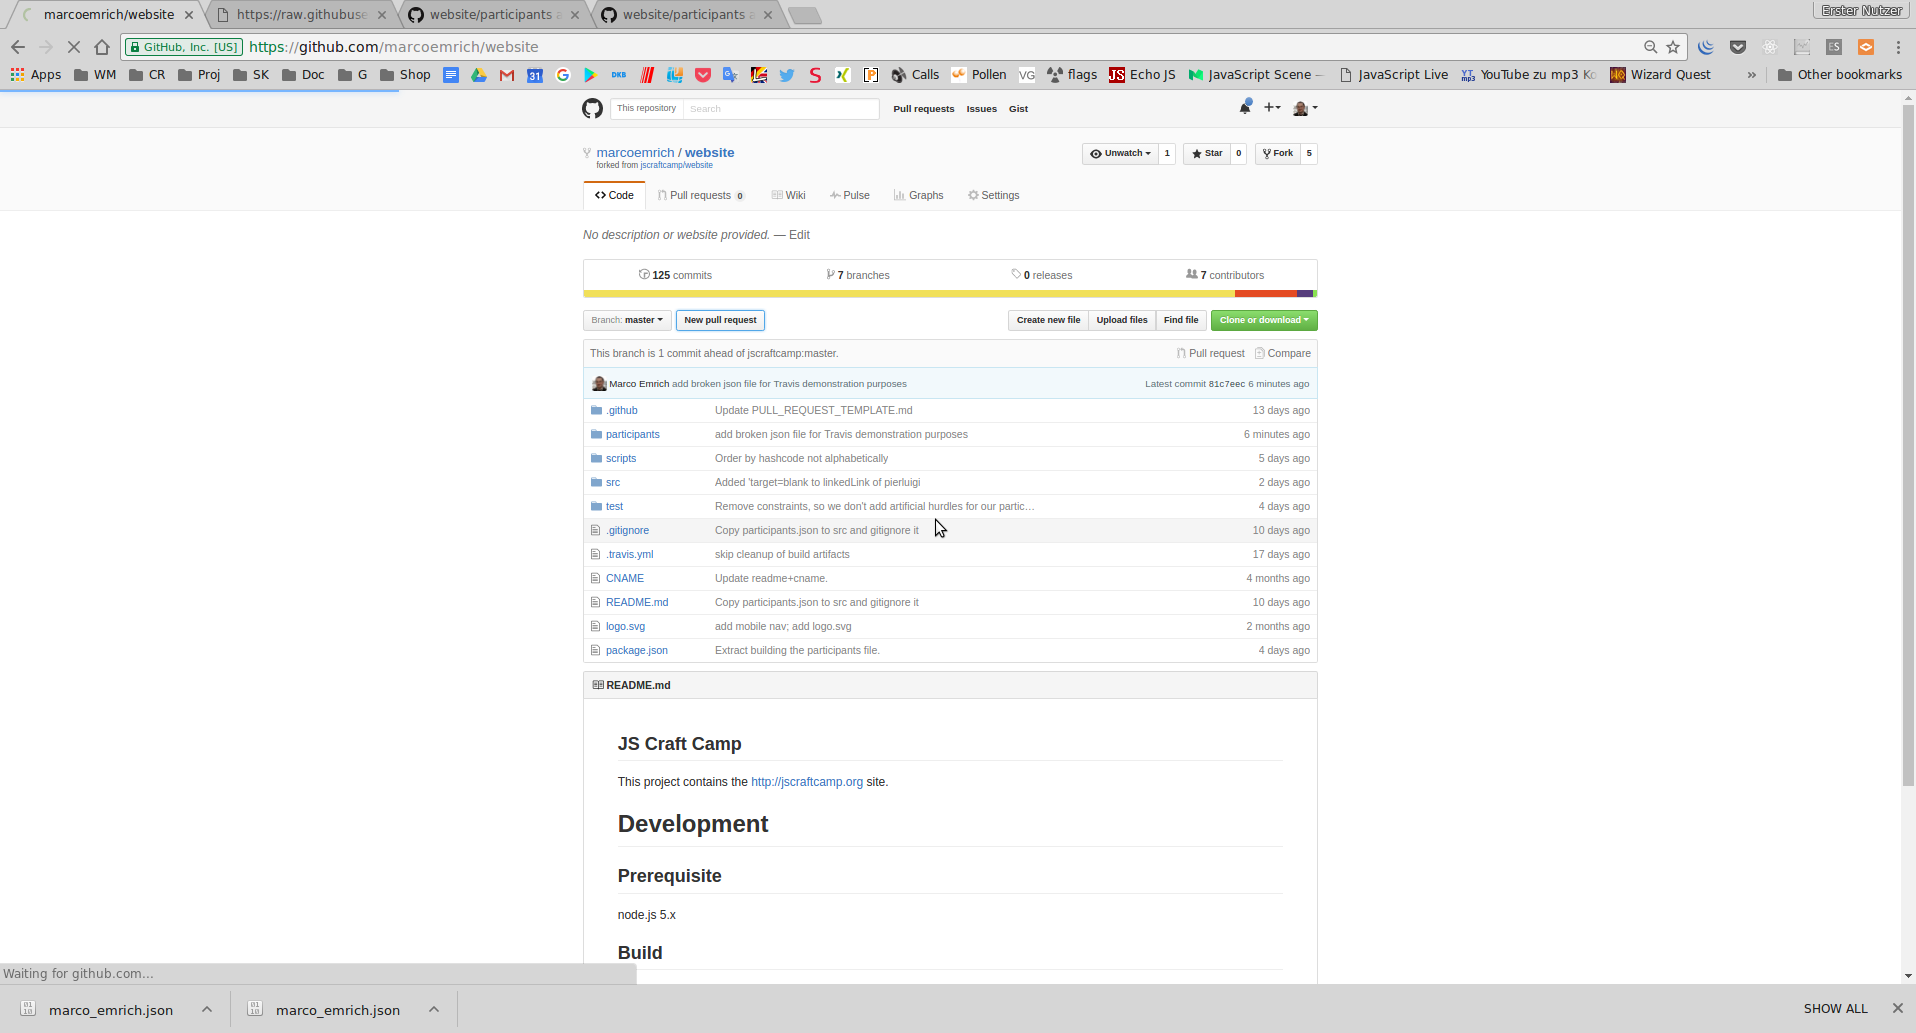 marcoemrich/website
https://raw.githubuse
website/participants a
website/participants a
Erster Nutzer
GitHub, Inc. [US]
https://github.com/marcoemrich/website
Apps WM CR Proj SK Doc G Shop
31
DKB
S
[P]
Calls Pollen VG flags JS Echo JS JavaScript Scene – JavaScript Live YT mp3 YouTube zu mp3 Ko WQ Wizard Quest » Other bookmarks
ES
This repository Search Pull requests Issues Gist
marcoemrich / website
forked from jscraftcamp/website
Unwatch 1 Star 0 Fork 5
Code Pull requests 0 Wiki Pulse Graphs Settings
No description or website provided. — Edit
125 commits 7 branches 0 releases 7 contributors
Branch: master New pull request Create new file Upload files Find file Clone or download
This branch is 1 commit ahead of jscraftcamp:master. Pull request Compare
Marco Emrich add broken json file for Travis demonstration purposes Latest commit 81c7eec 6 minutes ago
.github Update PULL_REQUEST_TEMPLATE.md 13 days ago
participants add broken json file for Travis demonstration purposes 6 minutes ago
scripts Order by hashcode not alphabetically 5 days ago
src Added 'target=blank to linkedLink of pierluigi 2 days ago
test Remove constraints, so we don't add artificial hurdles for our partic… 4 days ago
.gitignore Copy participants.json to src and gitignore it 10 days ago
.travis.yml skip cleanup of build artifacts 17 days ago
CNAME Update readme+cname. 4 months ago
README.md Copy participants.json to src and gitignore it 10 days ago
logo.svg add mobile nav; add logo.svg 2 months ago
package.json Extract building the participants file. 4 days ago
README.md
JS Craft Camp
This project contains the http://jscraftcamp.org site.
Development
Prerequisite
node.js 5.x
Build
Waiting for github.com...
marco_emrich.json
marco_emrich.json
SHOW ALL